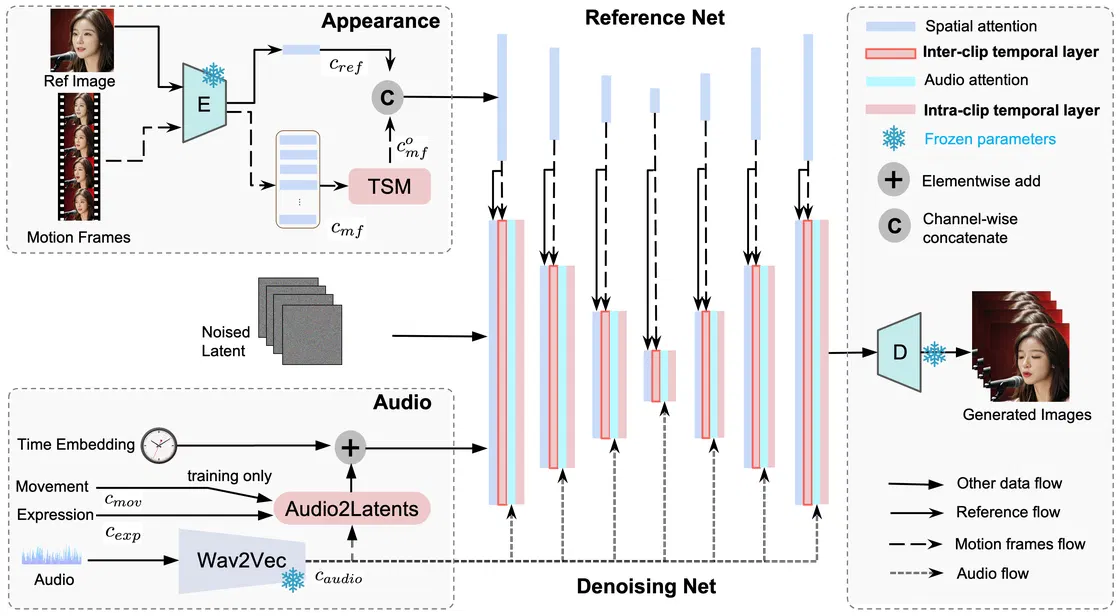 Appearance
Ref Image
E
c_ref
C
c_mf^o
TSM
c_mf
Motion Frames
Reference Net
Noised
Latent
Audio
Time Embedding
+
training only
Movement
c_mov
Audio2Latents
Expression
c_exp
Wav2Vec
Audio
c_audio
Denoising Net
Spatial attention
Inter-clip temporal layer
Audio attention
Intra-clip temporal layer
Frozen parameters
+ Elementwise add
C Channel-wise
concatenate
D
Generated Images
Other data flow
Reference flow
Motion frames flow
Audio flow